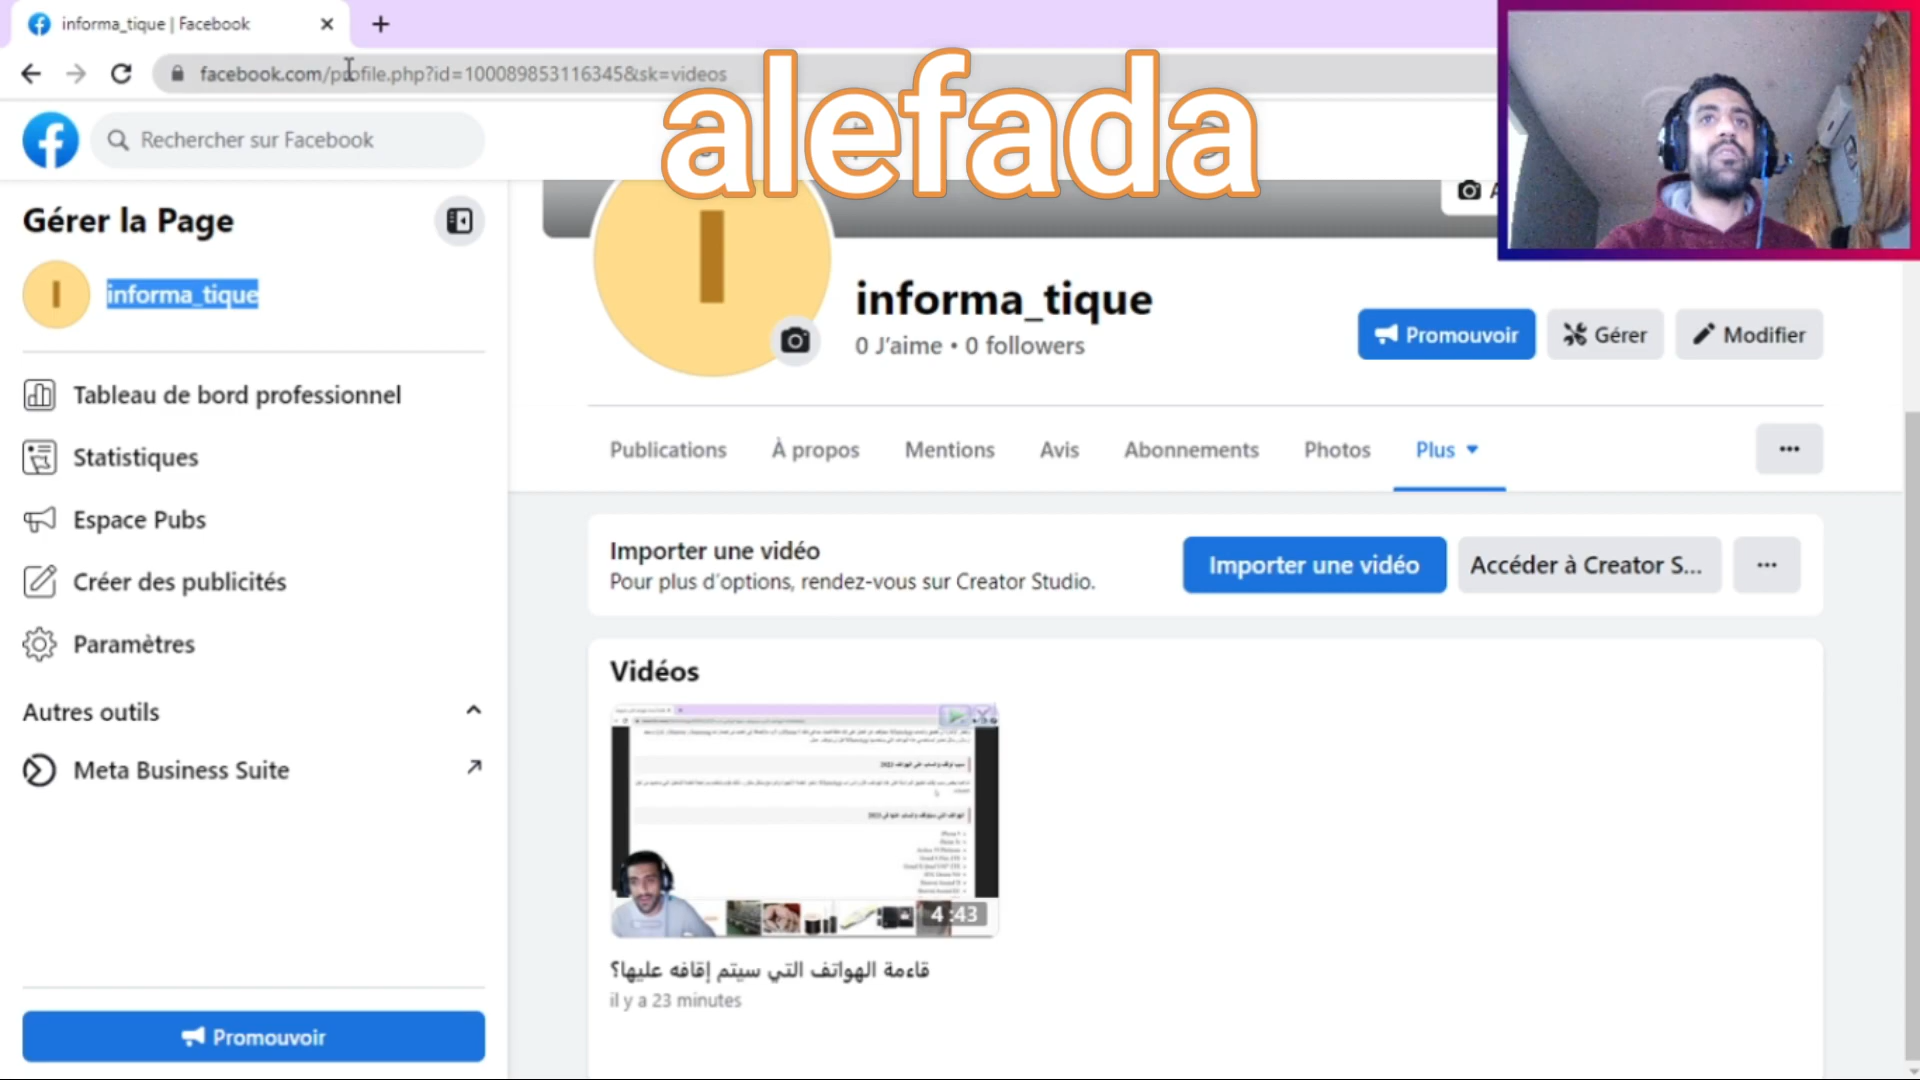 informa_tique | Facebook
facebook.com/profile.php?id=100089853116345&sk=videos
alefada
Rechercher sur Facebook
Gérer la Page
informa_tique
Tableau de bord professionnel
Statistiques
Espace Pubs
Créer des publicités
Paramètres
Autres outils
Meta Business Suite
Promouvoir
I
I
informa_tique
0 J'aime • 0 followers
Promouvoir
Gérer
Modifier
Publications
À propos
Mentions
Avis
Abonnements
Photos
Plus
Importer une vidéo
Pour plus d'options, rendez-vous sur Creator Studio.
Importer une vidéo
Accéder à Creator S...
Vidéos
4:43
قاءمة الهواتف التي سيتم إقافه عليها؟
il y a 23 minutes